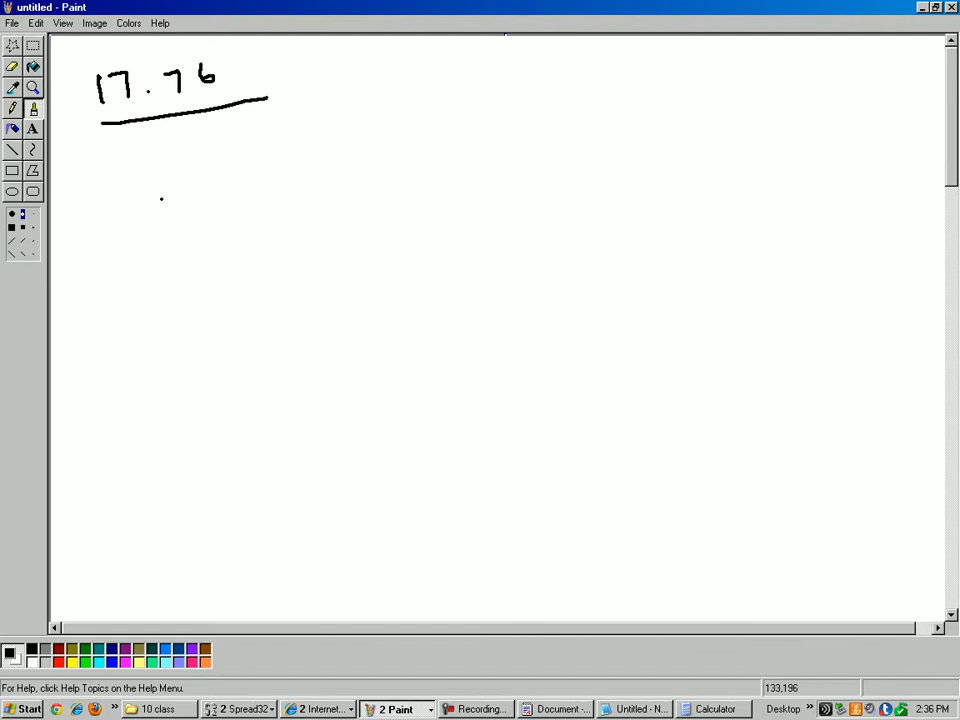 untitled - Paint
File Edit View Image Colors Help
17.76
For Help, click Help Topics on the Help Menu.
133,196
Start
10 class
2 Spread32
2 Internet...
2 Paint
Recording...
Document -...
Untitled - N...
Calculator
Desktop
2:36 PM